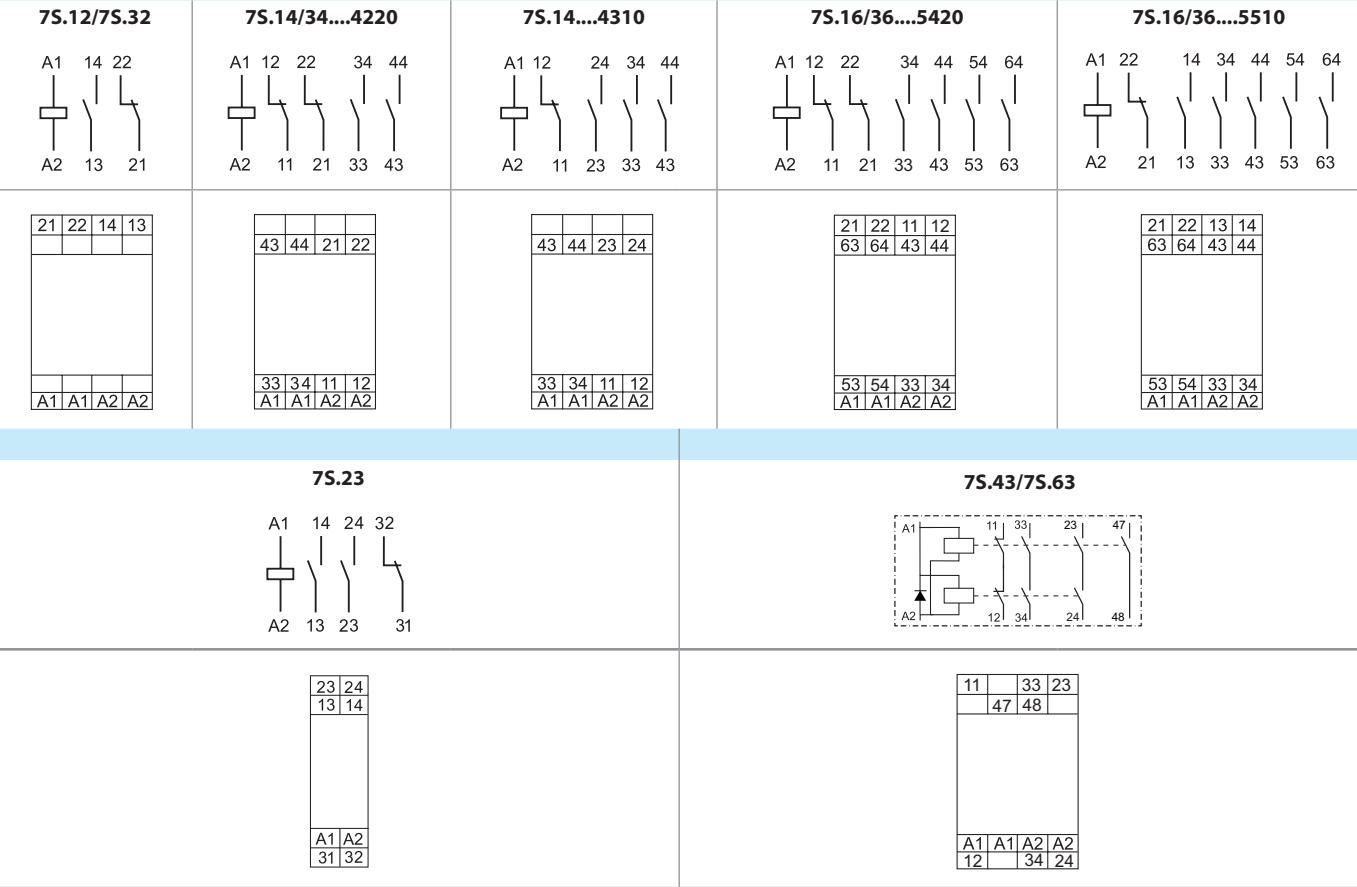 7S.12/7S.32 7S.14/34....4220 7S.14....4310 7S.16/36....5420 7S.16/36....5510
A1 14 22
A2 13 21
A1 12 22 34 44
A2 11 21 33 43
A1 12 24 34 44
A2 11 23 33 43
A1 12 22 34 44 54 64
A2 11 21 33 43 53 63
A1 22 14 34 44 54 64
A2 21 13 33 43 53 63
21 22 14 13
A1 A1 A2 A2
43 44 21 22
33 34 11 12
A1 A1 A2 A2
43 44 23 24
33 34 11 12
A1 A1 A2 A2
21 22 11 12
63 64 43 44
53 54 33 34
A1 A1 A2 A2
21 22 13 14
63 64 43 44
53 54 33 34
A1 A1 A2 A2
7S.23
A1 14 24 32
A2 13 23 31
7S.43/7S.63
A1 11 33 23 47
A2 12 34 24 48
23 24
13 14
A1 A2
31 32
11 33 23
47 48
A1 A1 A2 A2
12 34 24